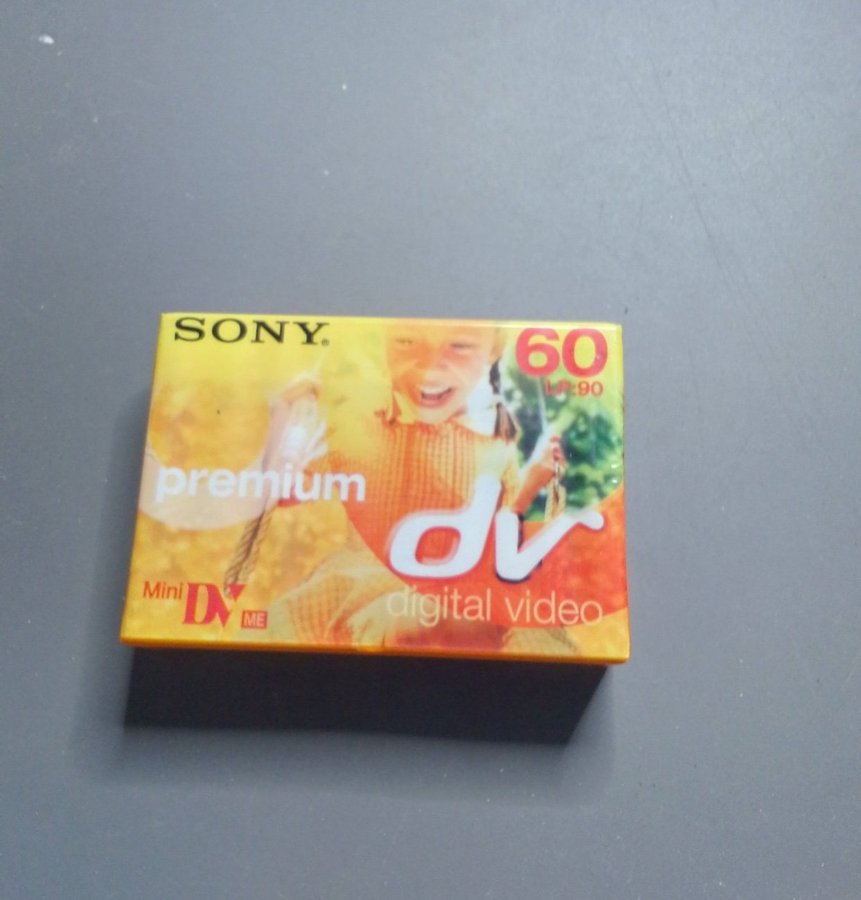 SONY®
60
LP:90
premium
dv
Mini DV ME
digital video